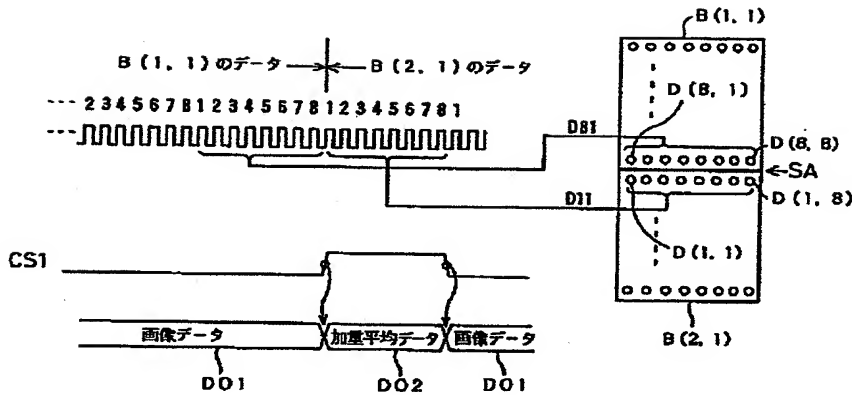 B(1,1)
B(1,1)のデータ
B(2,1)のデータ
D(8,1)
--- 2 3 4 5 6 7 8 1 2 3 4 5 6 7 8 1 2 3 4 5 6 7 8 1
D81
D(8,8)
SA
D11
D(1,8)
D(1,1)
CS1
B(2,1)
画像データ
加重平均データ
画像データ
DO1
DO2
DO1